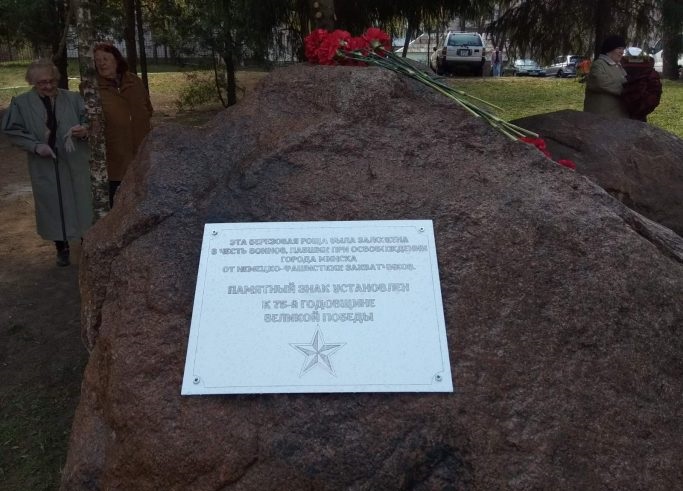 ЭТА БЕРЕЗОВАЯ РОЩА БЫЛА ЗАЛОЖЕНА
В ЧЕСТЬ ВОИНОВ, ПАВШИХ ПРИ ОСВОБОЖДЕНИИ
ГОРОДА МИНСКА
ОТ НЕМЕЦКО-ФАШИСТКИХ ЗАХВАТЧИКОВ.
ПАМЯТНЫЙ ЗНАК УСТАНОВЛЕН
К 75-й ГОДОВЩИНЕ
ВЕЛИКОЙ ПОБЕДЫ